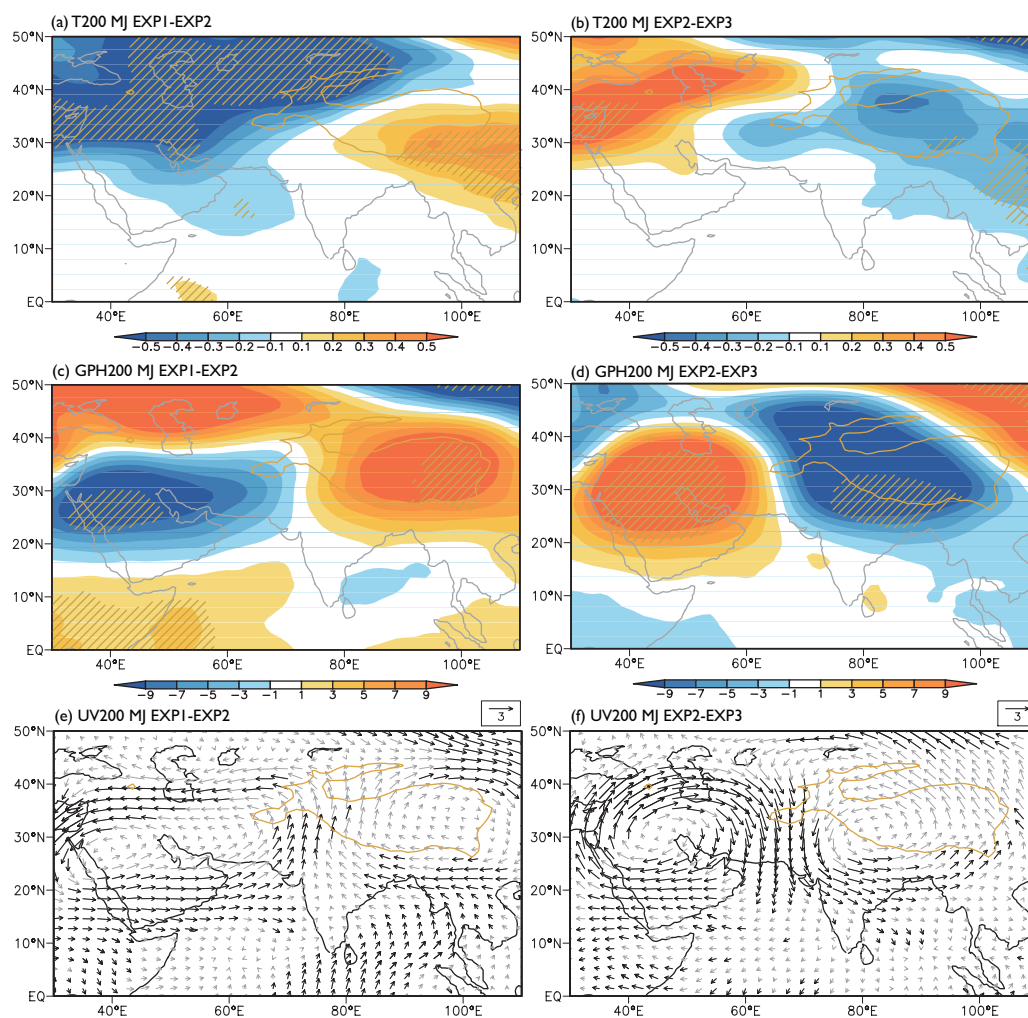 (a) T200 MJ EXP1-EXP2
(b) T200 MJ EXP2-EXP3
50°N
40°N
30°N
20°N
10°N
EQ
40°E 60°E 80°E 100°E
50°N
40°N
30°N
20°N
10°N
EQ
40°E 60°E 80°E 100°E
−0.5 −0.4 −0.3 −0.2 −0.1 0.1 0.2 0.3 0.4 0.5
−0.5 −0.4 −0.3 −0.2 −0.1 0.1 0.2 0.3 0.4 0.5
(c) GPH200 MJ EXP1-EXP2
(d) GPH200 MJ EXP2-EXP3
50°N
40°N
30°N
20°N
10°N
EQ
40°E 60°E 80°E 100°E
50°N
40°N
30°N
20°N
10°N
EQ
40°E 60°E 80°E 100°E
−9 −7 −5 −3 −1 1 3 5 7 9
−9 −7 −5 −3 −1 1 3 5 7 9
(e) UV200 MJ EXP1-EXP2
3
(f) UV200 MJ EXP2-EXP3
3
50°N
40°N
30°N
20°N
10°N
EQ
40°E 60°E 80°E 100°E
50°N
40°N
30°N
20°N
10°N
EQ
40°E 60°E 80°E 100°E